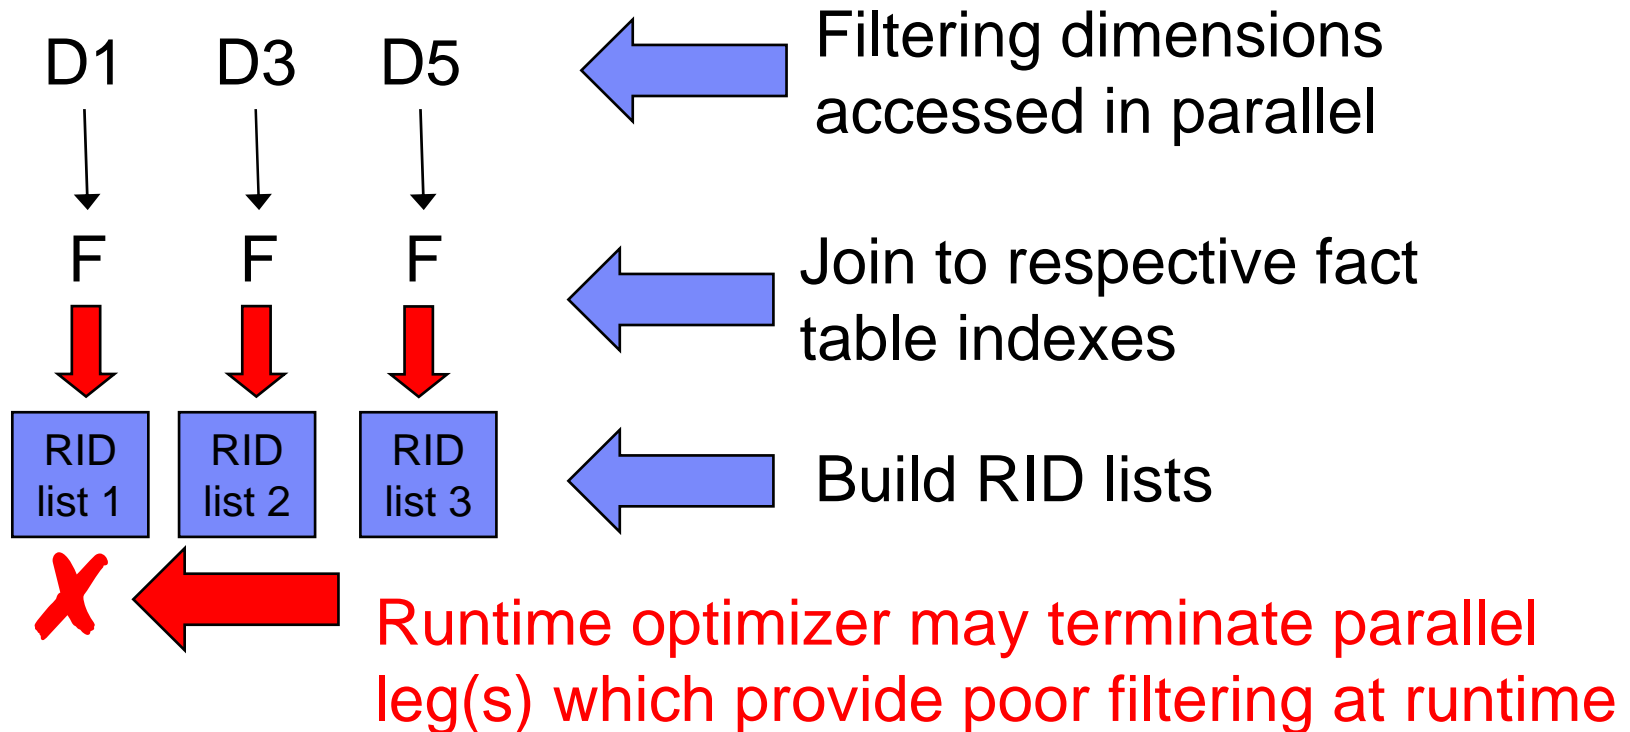 D1 D3 D5
Filtering dimensions
accessed in parallel
F F F
Join to respective fact
table indexes
RID RID RID
list 1 list 2 list 3
Build RID lists
Runtime optimizer may terminate parallel
leg(s) which provide poor filtering at runtime